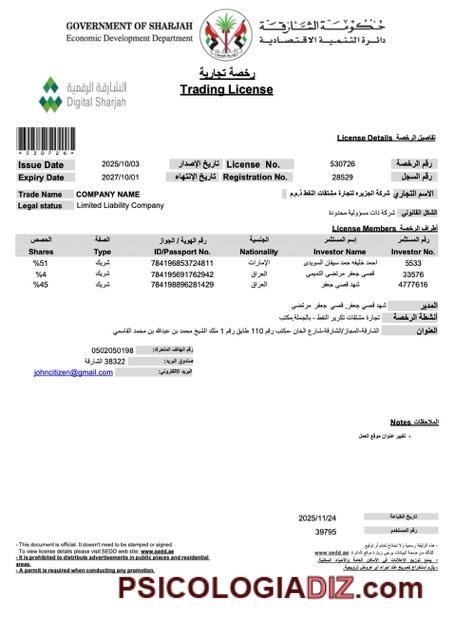 GOVERNMENT OF SHARJAH
Economic Development Department
حكومة الشارقة
دائرة التنمية الاقتصادية
الشارقة الرقمية
Digital Sharjah
رخصة تجارية
Trading License
*530726*
License Details تفاصيل الرخصة
Issue Date 2025/10/03 تاريخ الإصدار License No. 530726 رقم الرخصة
Expiry Date 2027/10/01 تاريخ الإنتهاء Registration No. 28529 رقم السجل
Trade Name COMPANY NAME شركة الجزيره لتجارة مشتقات النفط ذ.م.م الاسم التجاري
Legal status Limited Liability Company شركة ذات مسؤولية محدودة الشكل القانوني
License Members أطراف الرخصة
الحصص الصفة رقم الهوية / الجواز الجنسية إسم المستثمر رقم المستثمر
Shares Type ID/Passport No. Nationality Investor Name Investor No.
%51 شريك 784196853724811 الإمارات احمد خليفه حمد سيفان السويدى 5533
%4 شريك 784195691762942 العراق قصي جعفر مرتضي التميمى 33576
%45 شريك 784198896281429 العراق شهد قصي جعفر 4777616
المدير شهد قصي جعفر , قصي جعفر مرتضي
أنشطة الرخصة تجارة مشتقات تكرير النفط - بالجملة,مكتب
العنوان الشارقة-المجاز/الشارقة-شارع الخان -مكتب رقم 110 طابق رقم 1 ملك الشيخ محمد بن عبدالله بن محمد القاسمي
0502050198 رقم الهاتف المتحرك:
38322 الشارقة صندوق البريد:
johncitizen@gmail.com البريد الالكتروني:
Notes الملاحظات
- تغيير عنوان موقع العمل
2025/11/24 تاريخ الطباعة
39795 رقم المستخدم
- This document is official. It doesn't need to be stamped or signed
To view license details please visit SEDD web site: www.sedd.ae
- It is prohibited to distribute advertisements in public places and residential areas.
- A permit is required when conducting any promotion.
- هذه الوثيقة رسمية ولا تحتاج لختم أو توقيع
للتأكد من صحة البيانات يرجى زيارة موقع الدائرة: www.sedd.ae
- يمنع توزيع الإعلانات في الأماكن العامة والأحياء السكنية.
- يلزم استخراج تصريح عند إجراء أي عروض ترويجية.
PSICOLOGIADIZ.com